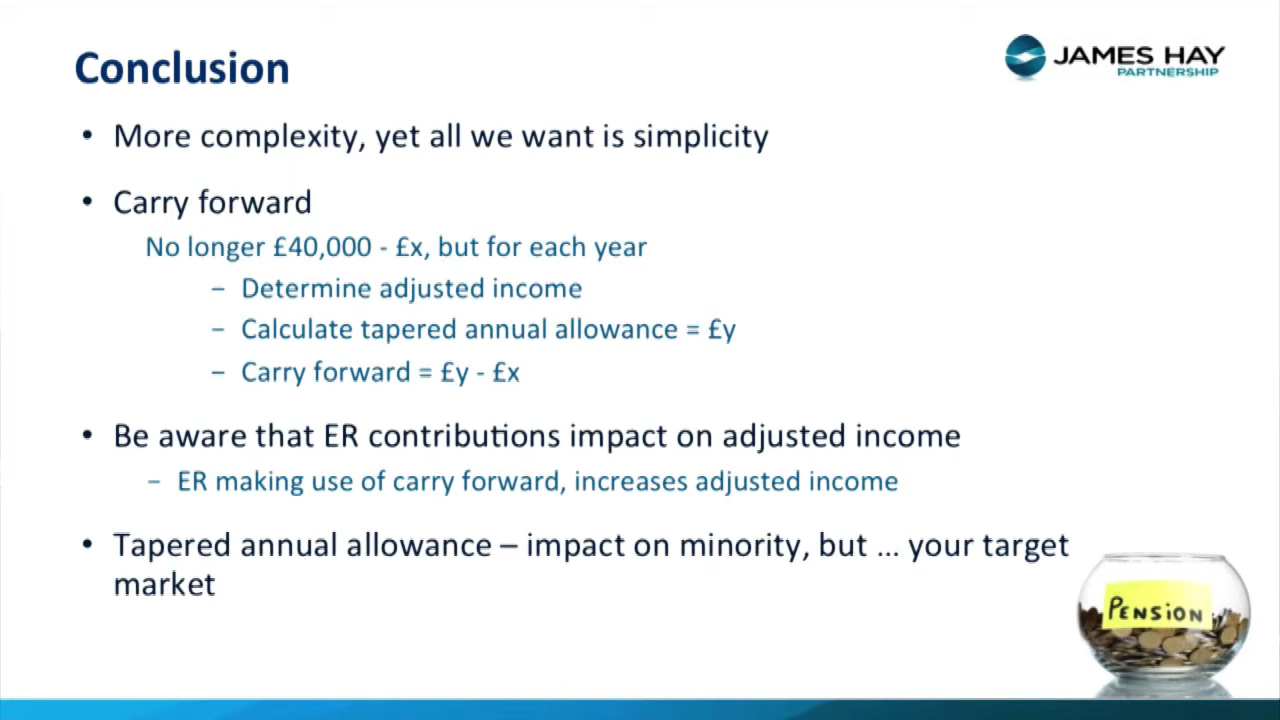 Conclusion
JAMES HAY
PARTNERSHIP
• More complexity, yet all we want is simplicity
• Carry forward
No longer £40,000 - £x, but for each year
– Determine adjusted income
– Calculate tapered annual allowance = £y
– Carry forward = £y - £x
• Be aware that ER contributions impact on adjusted income
– ER making use of carry forward, increases adjusted income
• Tapered annual allowance – impact on minority, but ... your target
market
PENSiON